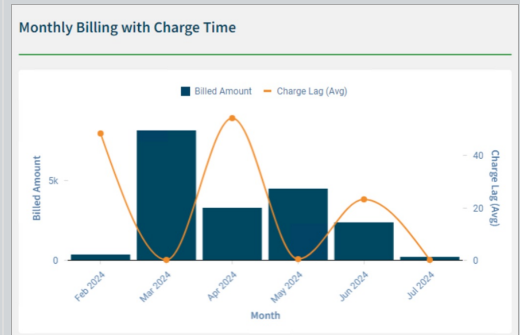 Monthly Billing with Charge Time
Billed Amount
Charge Lag (Avg)
Billed Amount
5k
0
40
20
0
Charge Lag (Avg)
Feb 2024
Mar 2024
Apr 2024
May 2024
Jun 2024
Jul 2024
Month